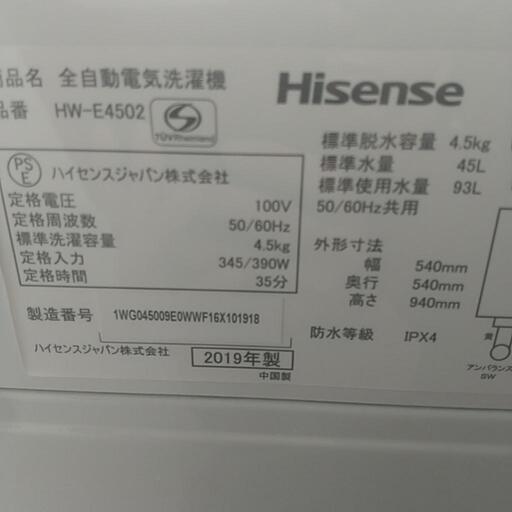 商品名 全自動電気洗濯機
品番 HW-E4502
TÜVRheinland
Hisense
PS
E
ハイセンスジャパン株式会社
定格電圧 100V
定格周波数 50/60Hz
標準洗濯容量 4.5kg
定格入力 345/390W
定格時間 35分
製造番号 1WG045009E0WWF16X101918
ハイセンスジャパン株式会社 2019年製
中国製
標準脱水容量 4.5kg
標準水量 45L
標準使用水量 93L
50/60Hz共用
外形寸法
幅 540mm
奥行 540mm
高さ 940mm
防水等級 IPX4
黄
アンバランス
SW